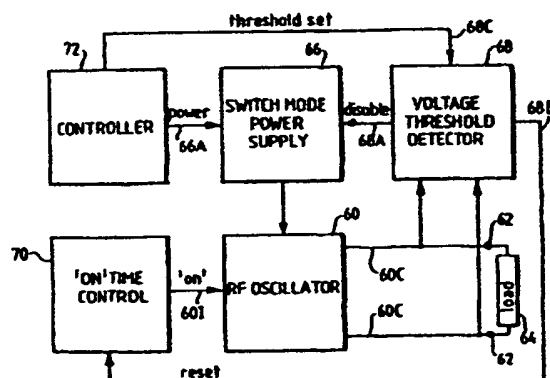 threshold set
68C
72
66
68
CONTROLLER
power
66A
SWITCH MODE
POWER
SUPPLY
disable
68A
VOLTAGE
THRESHOLD
DETECTOR
70
60
62
'ON' TIME
CONTROL
'on'
60I
RF OSCILLATOR
60C
60C
load
64
62
reset